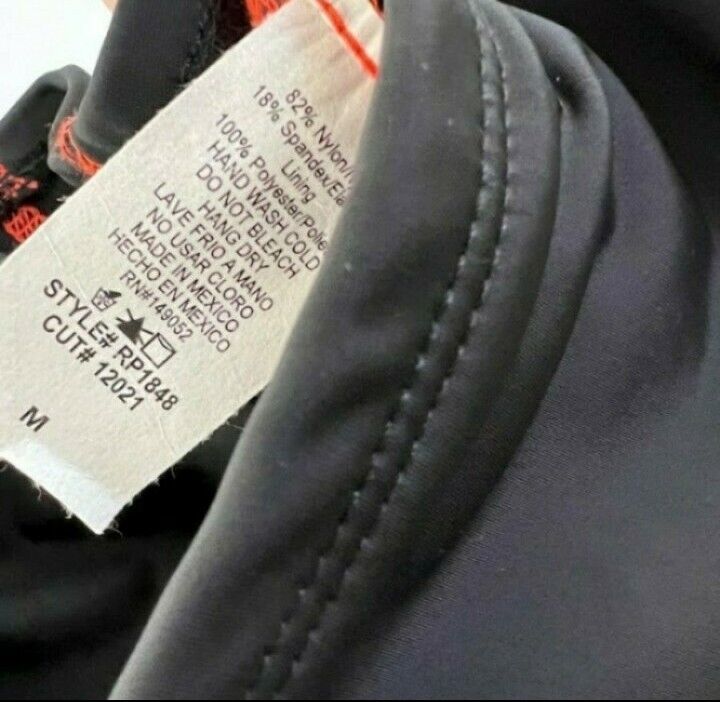 82% Nylon/
18% Spandex/
Lining
100% Polyester/
HAND WASH COLD
DO NOT BLEACH
HANG DRY
LAVE FRIO A MANO
NO USAR CLORO
MADE IN MEXICO
HECHO EN MEXICO
RN#149052
STYLE# RP1848
CUT# 12021
M